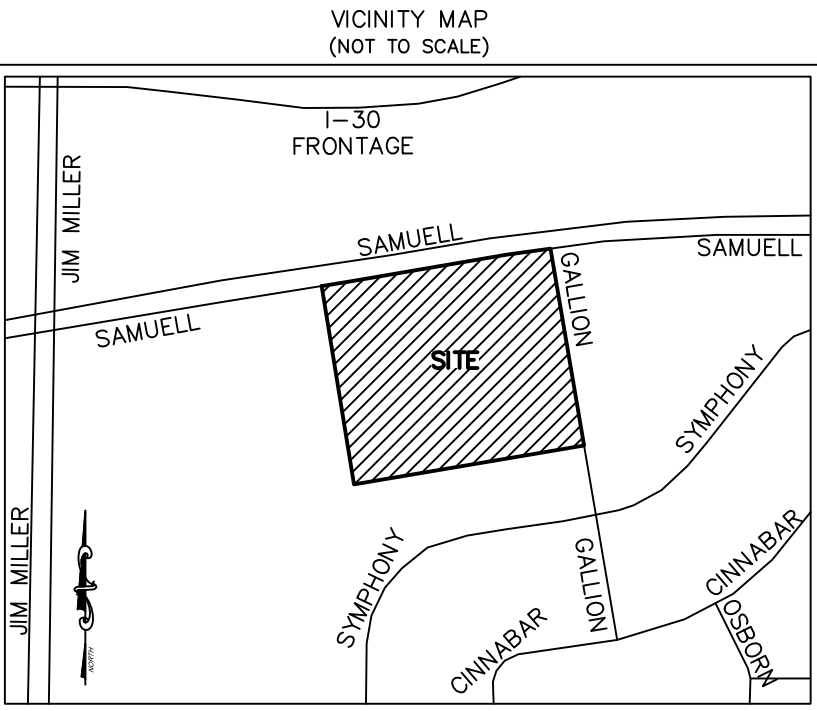 VICINITY MAP
(NOT TO SCALE)
I-30
FRONTAGE
JIM MILLER
SAMUELL
SAMUELL
GALLION
SAMUELL
SITE
SYMPHONY
JIM MILLER
SYMPHONY
GALLION
CINNABAR
CINNABAR
OSBORN
NORTH